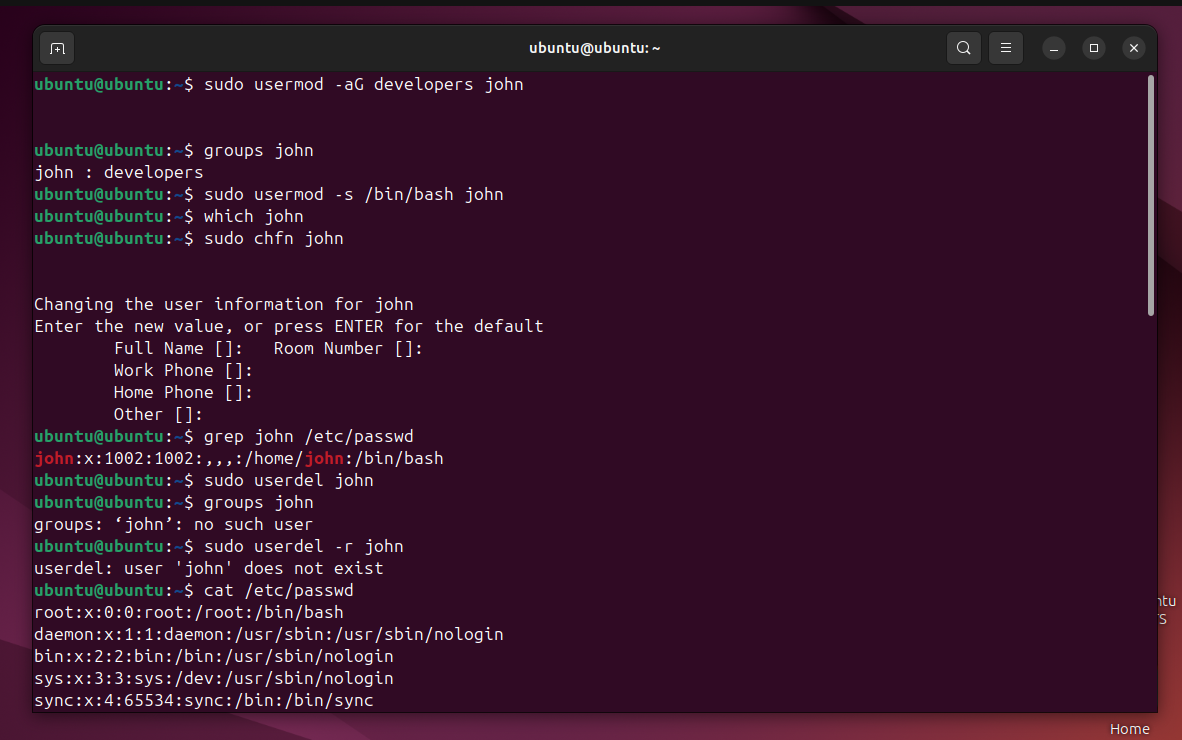 ubuntu@ubuntu: ~
ubuntu@ubuntu:~$ sudo usermod -aG developers john
ubuntu@ubuntu:~$ groups john
john : developers
ubuntu@ubuntu:~$ sudo usermod -s /bin/bash john
ubuntu@ubuntu:~$ which john
ubuntu@ubuntu:~$ sudo chfn john
Changing the user information for john
Enter the new value, or press ENTER for the default
Full Name []:   Room Number []:
Work Phone []:
Home Phone []:
Other []:
ubuntu@ubuntu:~$ grep john /etc/passwd
john:x:1002:1002:,,,:/home/john:/bin/bash
ubuntu@ubuntu:~$ sudo userdel john
ubuntu@ubuntu:~$ groups john
groups: ‘john’: no such user
ubuntu@ubuntu:~$ sudo userdel -r john
userdel: user 'john' does not exist
ubuntu@ubuntu:~$ cat /etc/passwd
root:x:0:0:root:/root:/bin/bash
daemon:x:1:1:daemon:/usr/sbin:/usr/sbin/nologin
bin:x:2:2:bin:/bin:/usr/sbin/nologin
sys:x:3:3:sys:/dev:/usr/sbin/nologin
sync:x:4:65534:sync:/bin:/bin/sync
Home